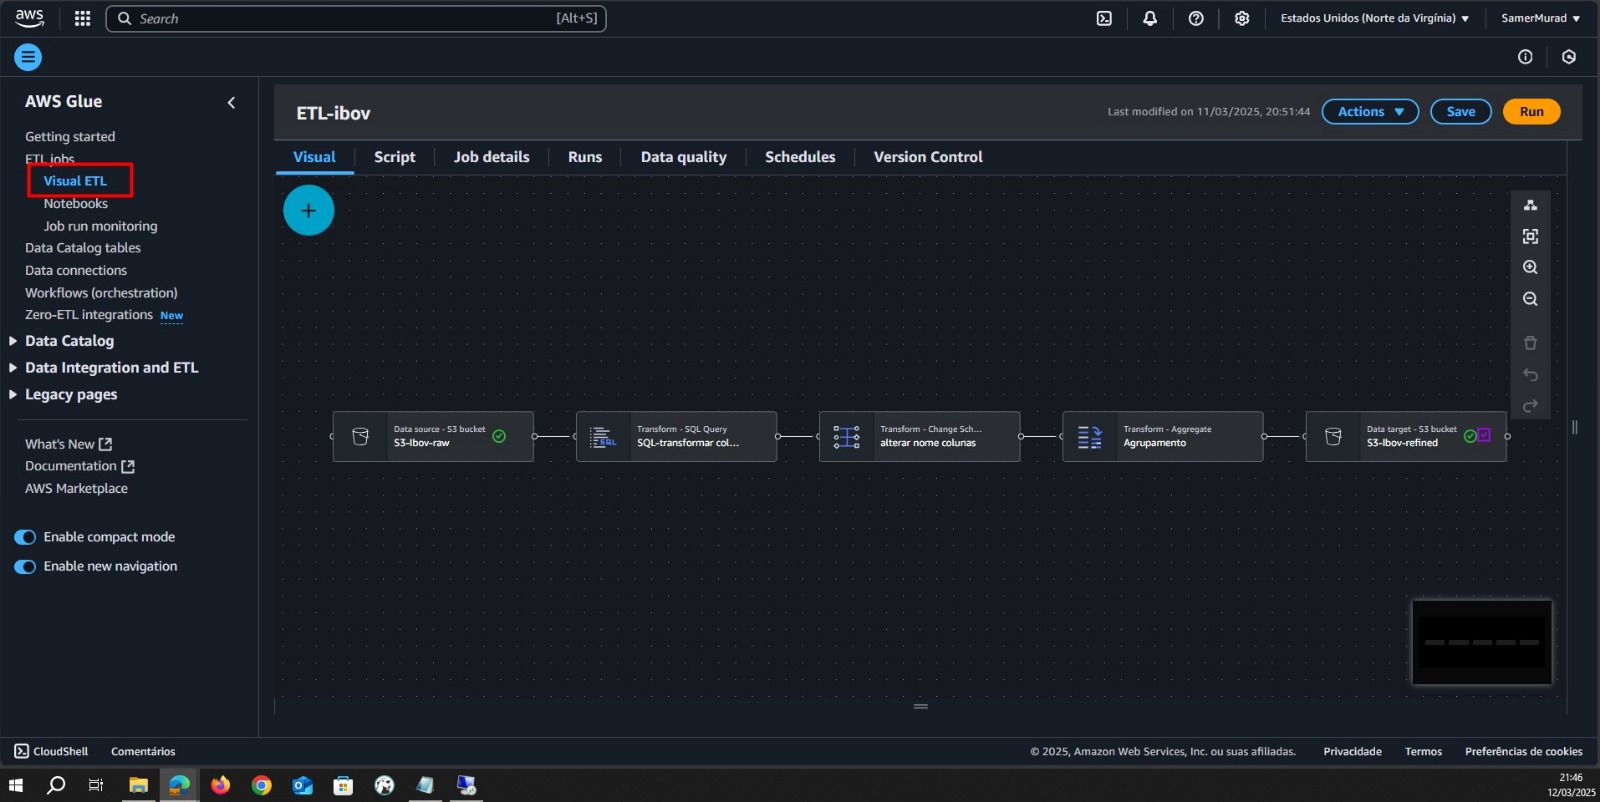 aws
Search [Alt+S]
Estados Unidos (Norte da Virgínia) ▼
SamerMurad ▼
AWS Glue
Getting started
ETL jobs
Visual ETL
Notebooks
Job run monitoring
Data Catalog tables
Data connections
Workflows (orchestration)
Zero-ETL integrations New
Data Catalog
Data Integration and ETL
Legacy pages
What's New
Documentation
AWS Marketplace
Enable compact mode
Enable new navigation
ETL-ibov
Last modified on 11/03/2025, 20:51:44
Actions ▼
Save
Run
Visual
Script
Job details
Runs
Data quality
Schedules
Version Control
Data source - S3 bucket
S3-Ibov-raw
Transform - SQL Query
SQL-transformar col...
Transform - Change Sch...
alterar nome colunas
Transform - Aggregate
Agrupamento
Data target - S3 bucket
S3-Ibov-refined
CloudShell
Comentários
© 2025, Amazon Web Services, Inc. ou suas afiliadas.
Privacidade
Termos
Preferências de cookies
21:46
12/03/2025